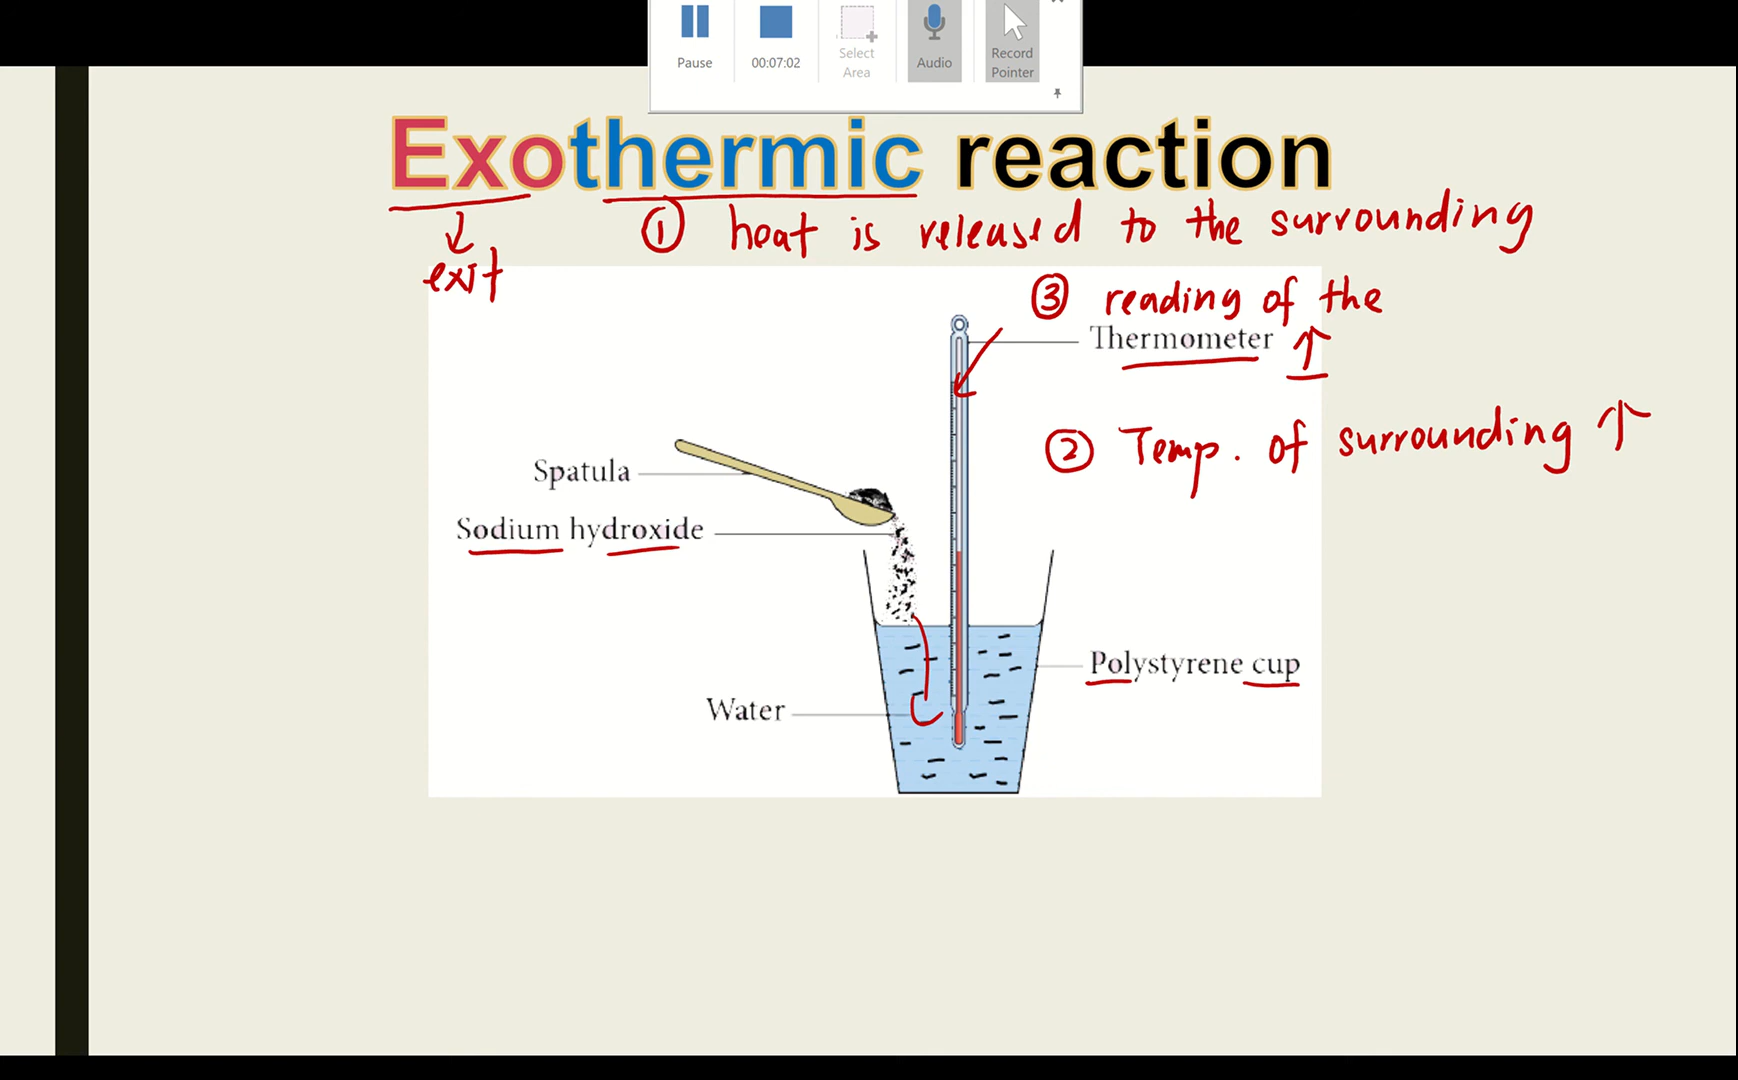 Pause
00:07:02
Select
Area
Audio
Record
Pointer
Exothermic reaction
exit
① heat is released to the surrounding
③ reading of the
Thermometer ↑
② Temp. of surrounding ↑
Spatula
Sodium hydroxide
Polystyrene cup
Water